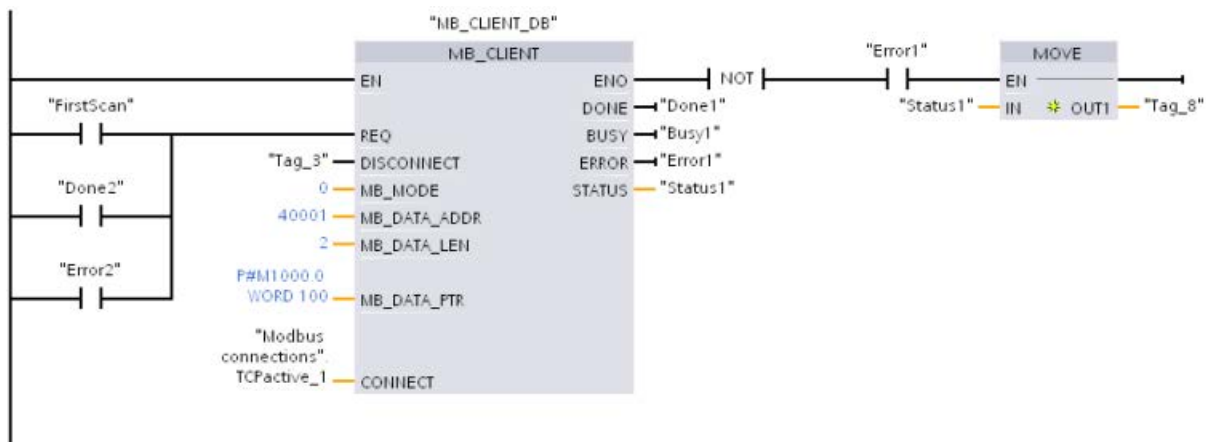 "MB_CLIENT_DB"
MB_CLIENT
"Error1"
MOVE
EN
ENO
NOT
EN
"FirstScan"
DONE
"Done1"
"Status1"
IN
OUT1
"Tag_8"
REQ
BUSY
"Busy1"
"Tag_3"
DISCONNECT
ERROR
"Error1"
"Done2"
0
MB_MODE
STATUS
"Status1"
40001
MB_DATA_ADDR
2
MB_DATA_LEN
"Error2"
P#M1000.0
WORD 100
MB_DATA_PTR
"Modbus
connections".
TCPactive_1
CONNECT